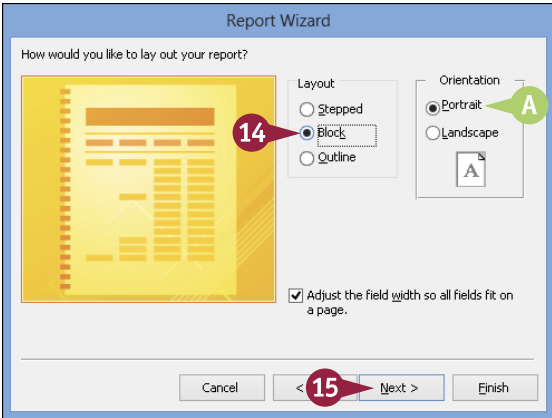 Report Wizard
How would you like to lay out your report?
Layout
Stepped
Block
Outline
Orientation
Portrait
Landscape
A
A
14
Adjust the field width so all fields fit on
a page.
Cancel
<
15
Next >
Finish